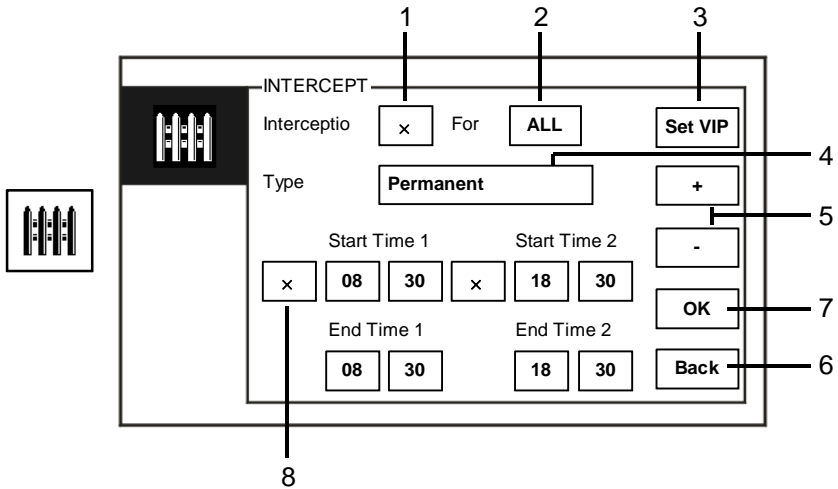 1 2 3
INTERCEPT
Interceptio × For ALL Set VIP
4
Type Permanent +
5
Start Time 1 Start Time 2 -
× 08 30 × 18 30
OK 7
End Time 1 End Time 2
08 30 18 30 Back 6
8